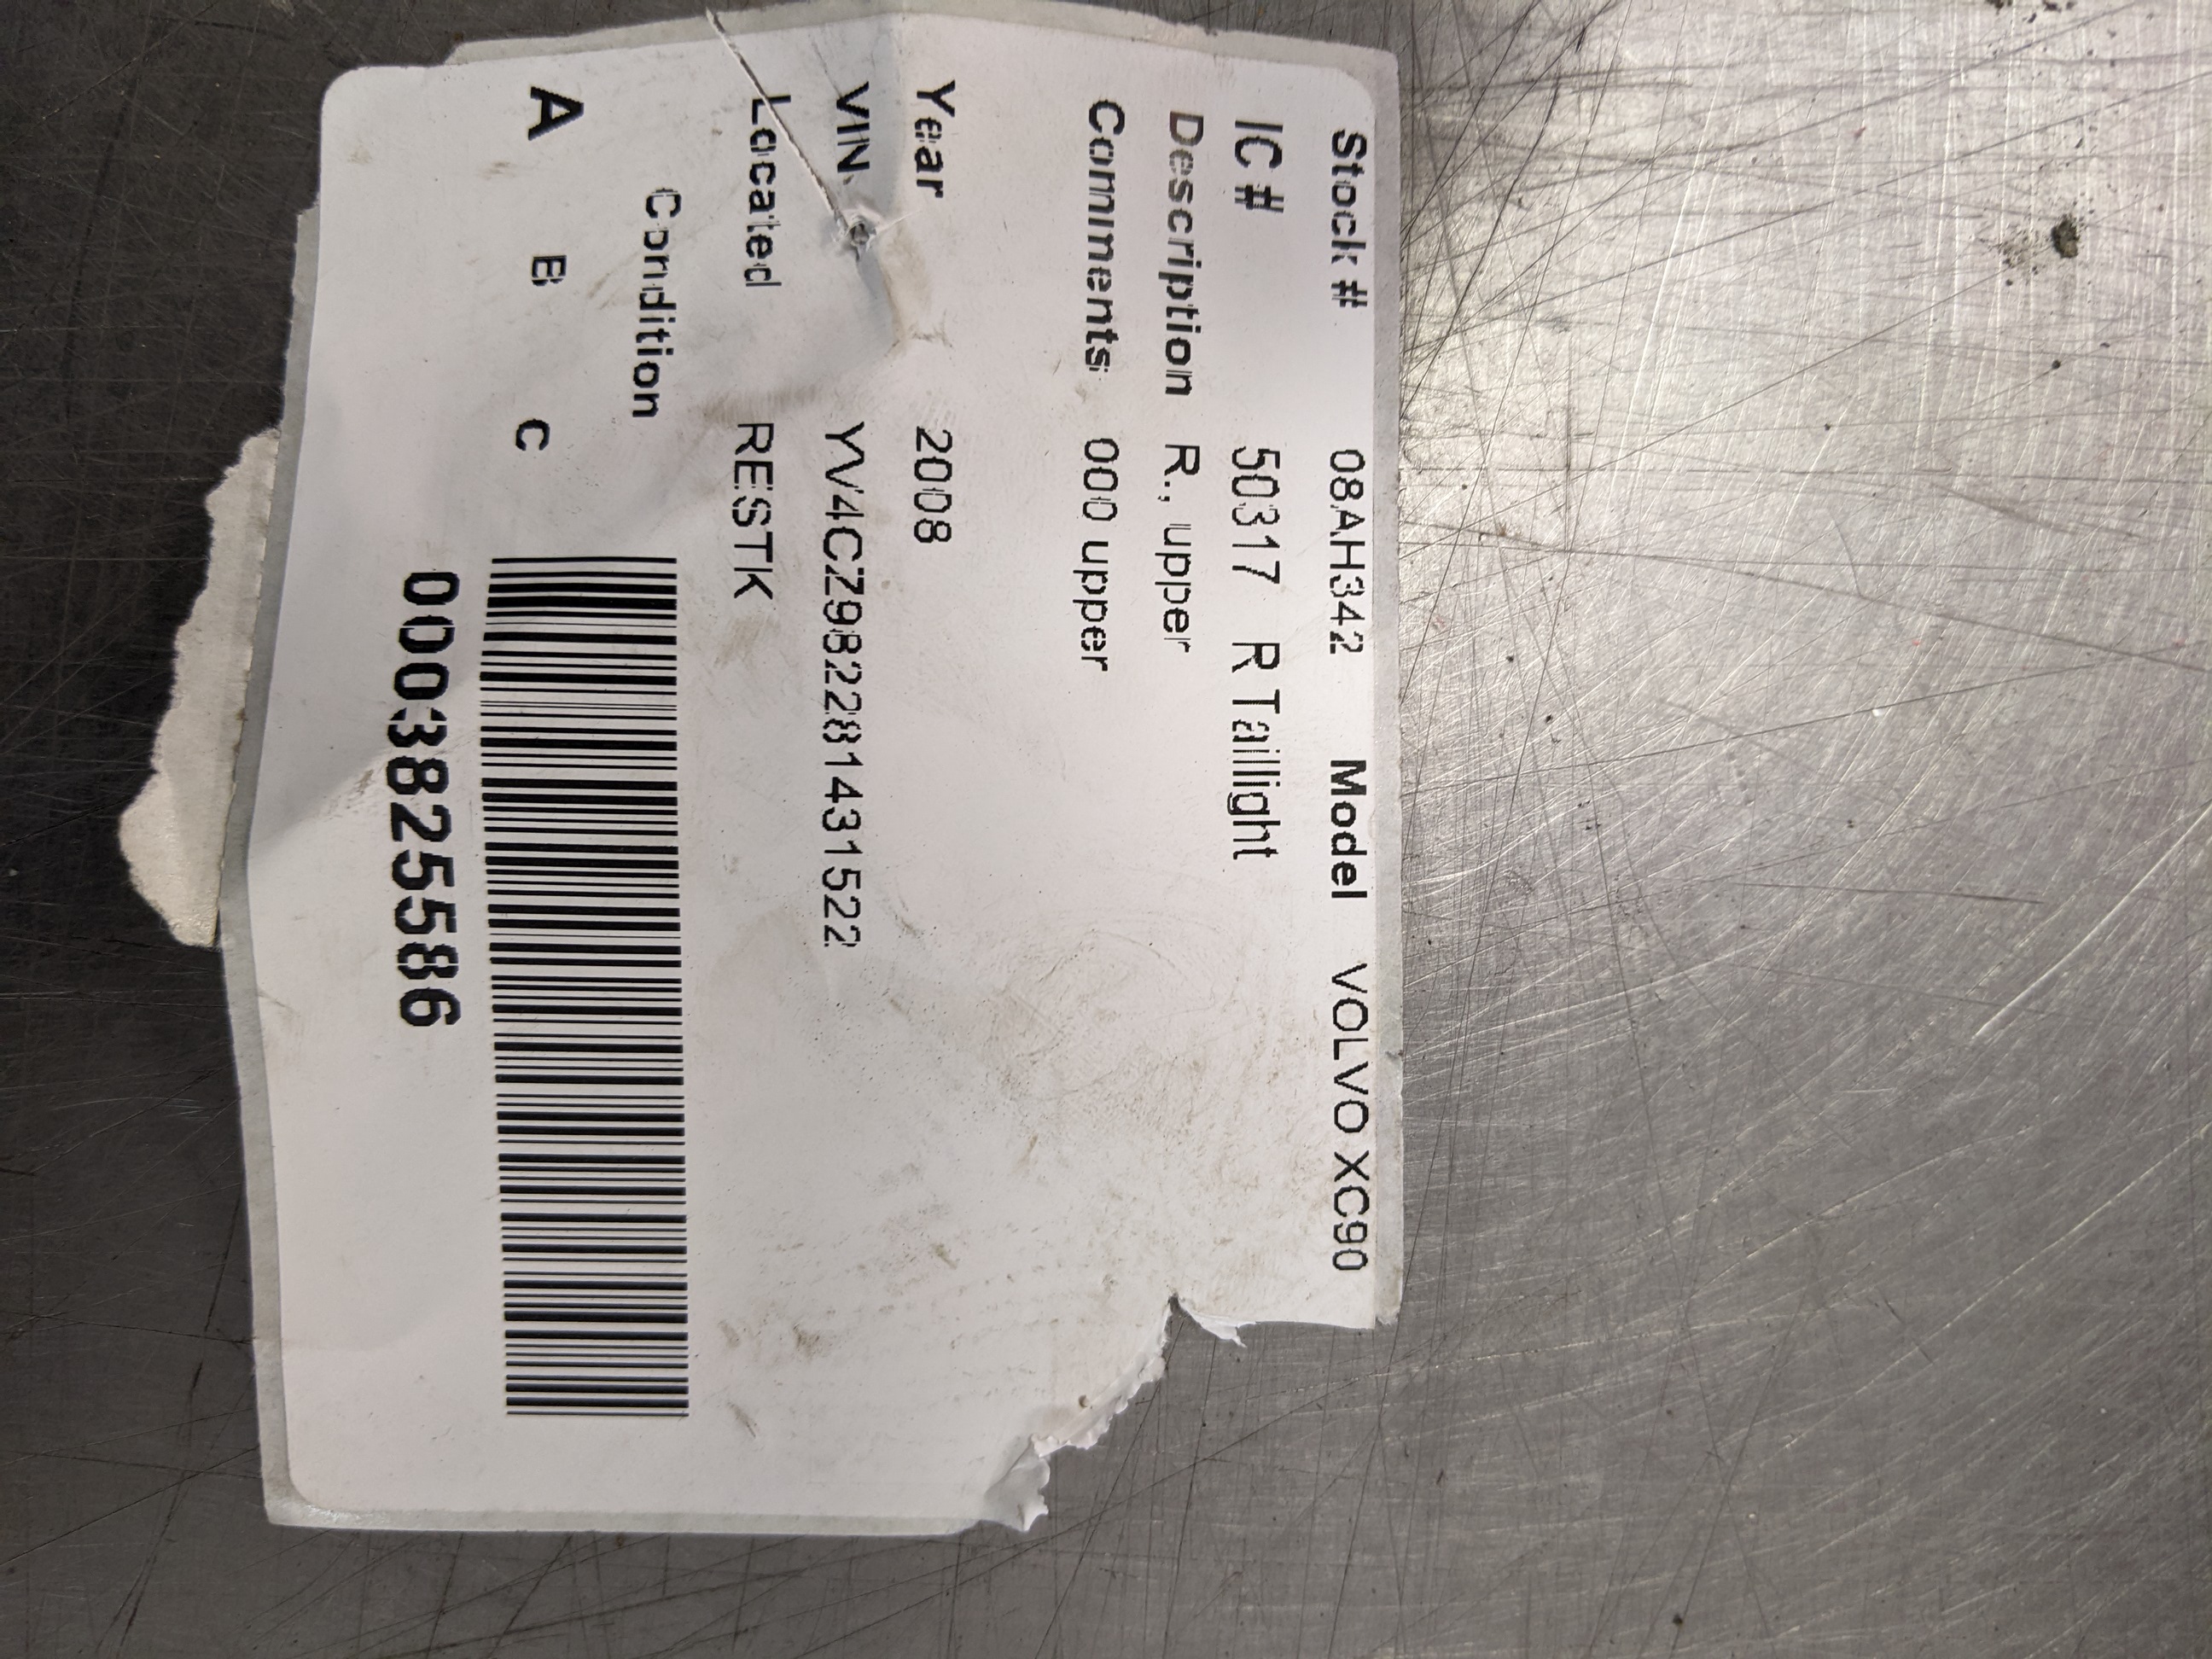 Stock # 08AH342 Model VOLVO XC90
IC # 50317 R Taillight
Description R., upper
Comments 000 upper
Year 2008
VIN YV4CZ982281431522
Located RESTK
Condition
A B C
0003825586